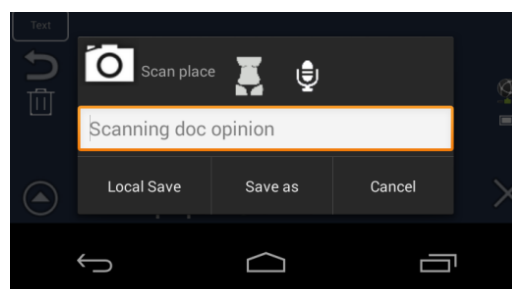 Text
Scan place
Scanning doc opinion
Local Save Save as Cancel